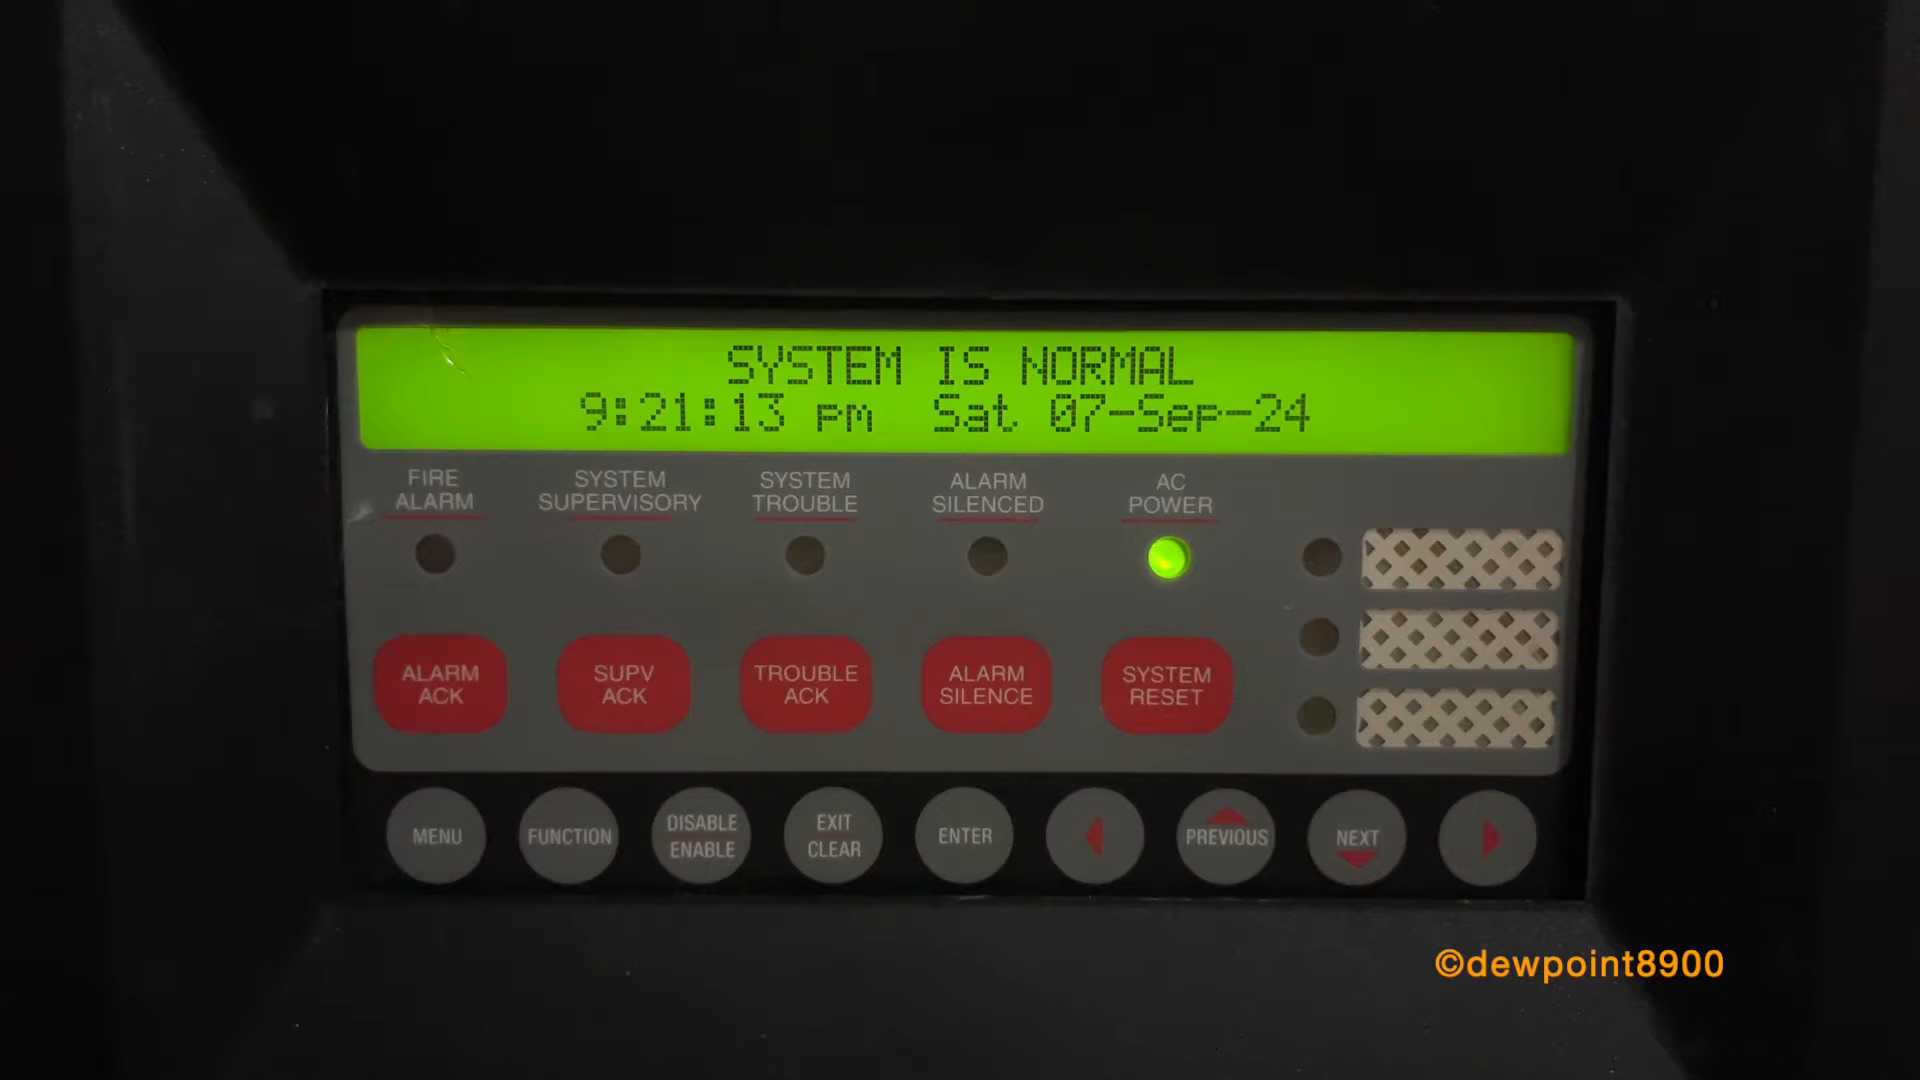 SYSTEM IS NORMAL
9:21:13 pm Sat 07-Sep-24
FIRE
ALARM
SYSTEM
SUPERVISORY
SYSTEM
TROUBLE
ALARM
SILENCED
AC
POWER
ALARM
ACK
SUPV
ACK
TROUBLE
ACK
ALARM
SILENCE
SYSTEM
RESET
MENU
FUNCTION
DISABLE
ENABLE
EXIT
CLEAR
ENTER
PREVIOUS
NEXT
©dewpoint8900